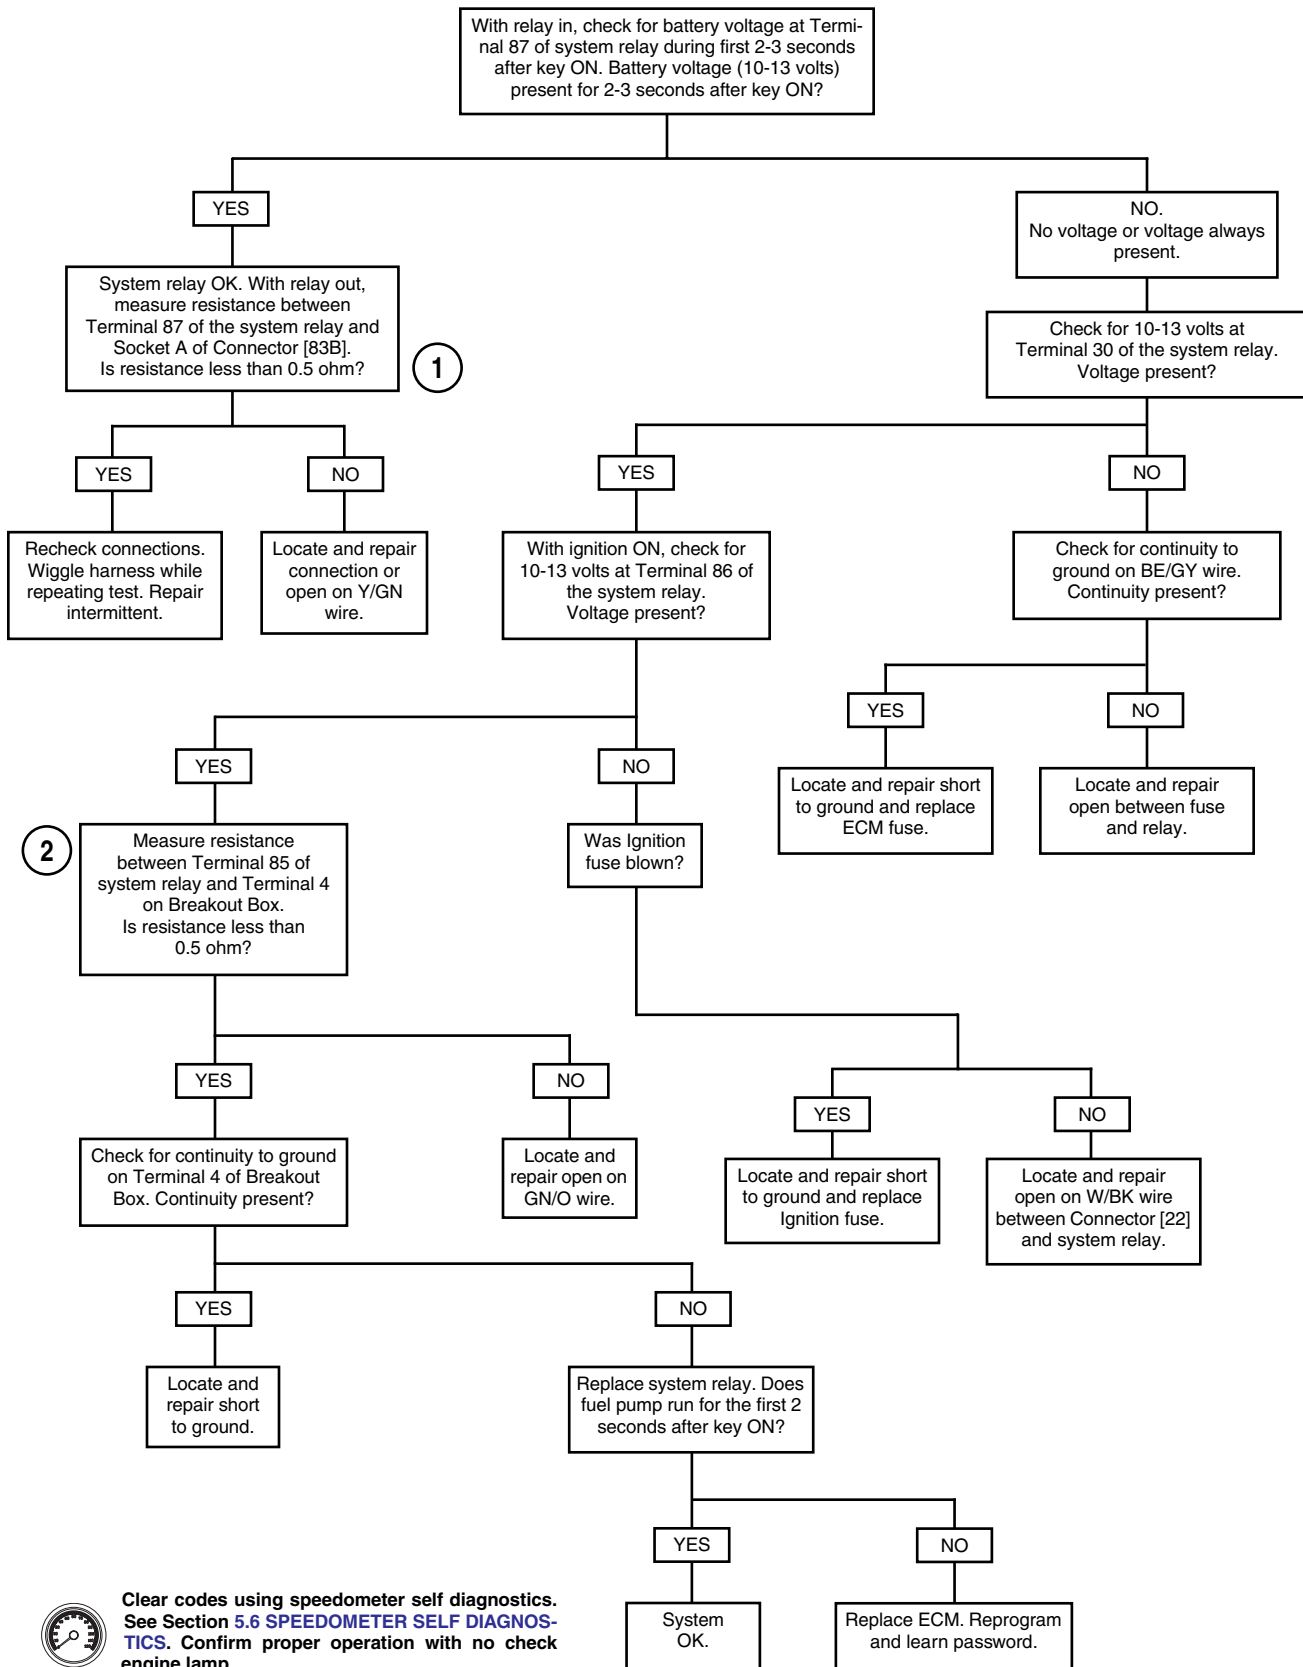 With relay in, check for battery voltage at Termi-
nal 87 of system relay during first 2-3 seconds
after key ON. Battery voltage (10-13 volts)
present for 2-3 seconds after key ON?
YES
NO.
No voltage or voltage always
present.
System relay OK. With relay out,
measure resistance between
Terminal 87 of the system relay and
Socket A of Connector [83B].
Is resistance less than 0.5 ohm?
1
Check for 10-13 volts at
Terminal 30 of the system relay.
Voltage present?
YES
NO
YES
NO
Recheck connections.
Wiggle harness while
repeating test. Repair
intermittent.
Locate and repair
connection or
open on Y/GN
wire.
With ignition ON, check for
10-13 volts at Terminal 86 of
the system relay.
Voltage present?
Check for continuity to
ground on BE/GY wire.
Continuity present?
YES
NO
YES
NO
Locate and repair short
to ground and replace
ECM fuse.
Locate and repair
open between fuse
and relay.
2
Measure resistance
between Terminal 85 of
system relay and Terminal 4
on Breakout Box.
Is resistance less than
0.5 ohm?
Was Ignition
fuse blown?
YES
NO
YES
NO
Check for continuity to ground
on Terminal 4 of Breakout
Box. Continuity present?
Locate and
repair open on
GN/O wire.
Locate and repair short
to ground and replace
Ignition fuse.
Locate and repair
open on W/BK wire
between Connector [22]
and system relay.
YES
NO
Locate and
repair short
to ground.
Replace system relay. Does
fuel pump run for the first 2
seconds after key ON?
YES
NO
System
OK.
Replace ECM. Reprogram
and learn password.
Clear codes using speedometer self diagnostics.
See Section 5.6 SPEEDOMETER SELF DIAGNOS-
TICS. Confirm proper operation with no check
engine lamp